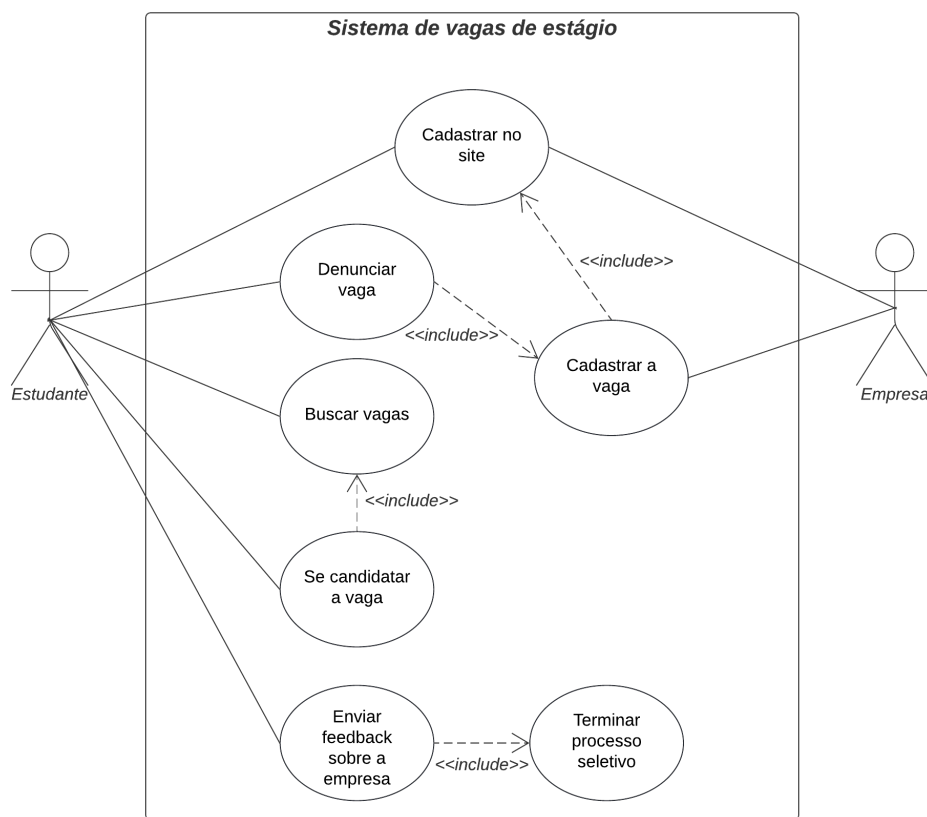 Sistema de vagas de estágio
Cadastrar no
site
<<include>>
Denunciar
vaga
<<include>>
Cadastrar a
vaga
Estudante
Empresa
Buscar vagas
<<include>>
Se candidatar
a vaga
Enviar
feedback
sobre a
empresa
<<include>>
Terminar
processo
seletivo